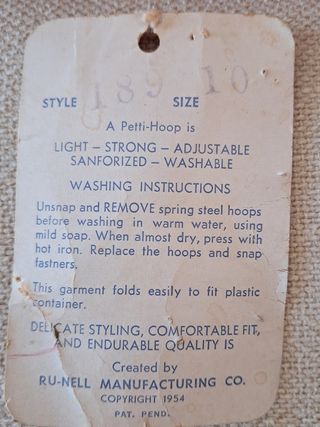 STYLE 189 SIZE 10
A Petti-Hoop is
LIGHT — STRONG — ADJUSTABLE
SANFORIZED — WASHABLE
WASHING INSTRUCTIONS
Unsnap and REMOVE spring steel hoops
before washing in warm water, using
mild soap. When almost dry, press with
hot iron. Replace the hoops and snap
fastners.
This garment folds easily to fit plastic
container.
DELICATE STYLING, COMFORTABLE FIT,
AND ENDURABLE QUALITY IS
Created by
RU-NELL MANUFACTURING CO.
COPYRIGHT 1954
PAT. PEND.